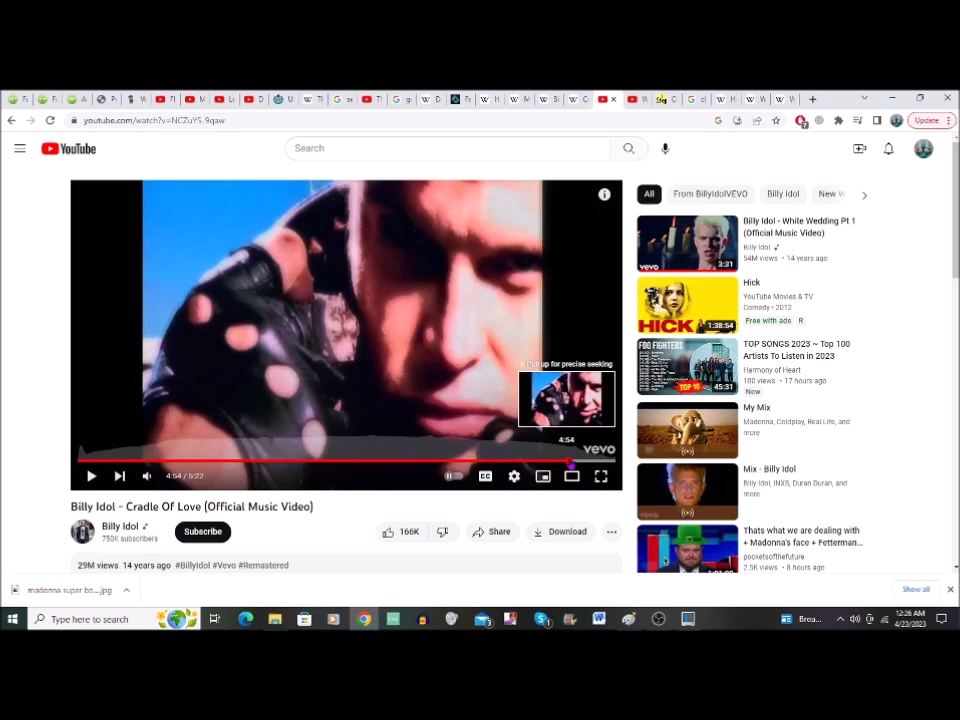 Update
youtube.com/watch?v=NCZuYS-9qaw
YouTube
Search
All
From BillyIdolVEVO
Billy Idol
New W
Billy Idol - White Wedding Pt 1
(Official Music Video)
Billy Idol
54M views • 14 years ago
vevo
3:31
Hick
YouTube Movies & TV
Comedy • 2012
Free with ads
R
HICK
1:38:54
TOP SONGS 2023 ~ Top 100
Artists To Listen in 2023
Harmony of Heart
100 views • 17 hours ago
New
FOO FIGHTERS
TOP 10
45:31
My Mix
Madonna, Coldplay, Real Life, and
more
Mix - Billy Idol
Billy Idol, INXS, Duran Duran, and
more
Thats what we are dealing with
+ Madonna's face + Fetterman...
pocketsofthefuture
2.5K views • 8 hours ago
up for precise seeking
4:54
vevo
4:54 / 5:22
CC
Billy Idol - Cradle Of Love (Official Music Video)
Billy Idol
750K subscribers
Subscribe
166K
Share
Download
29M views 14 years ago #BillyIdol #Vevo #Remastered
madonna super bo....jpg
Show all
Type here to search
Brea...
12:26 AM
4/23/2023